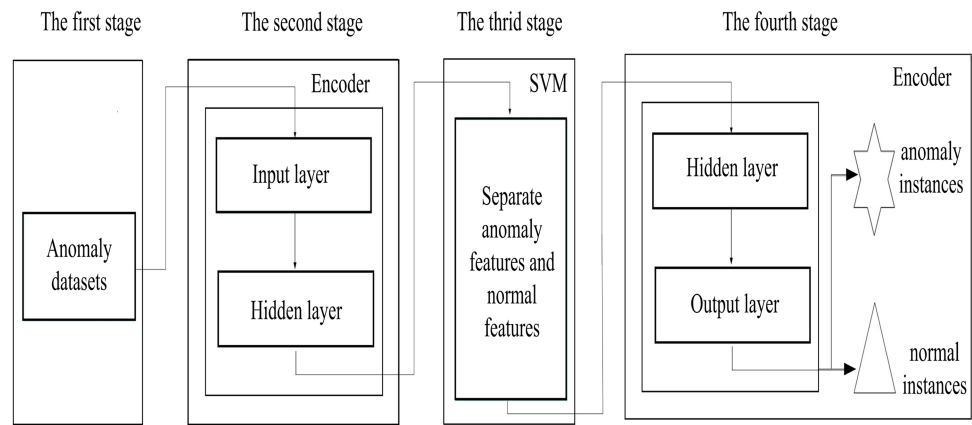 The first stage
The second stage
The thrid stage
The fourth stage
Anomaly
datasets
Encoder
Input layer
Hidden layer
SVM
Separate
anomaly
features and
normal
features
Encoder
Hidden layer
Output layer
anomaly
instances
normal
instances